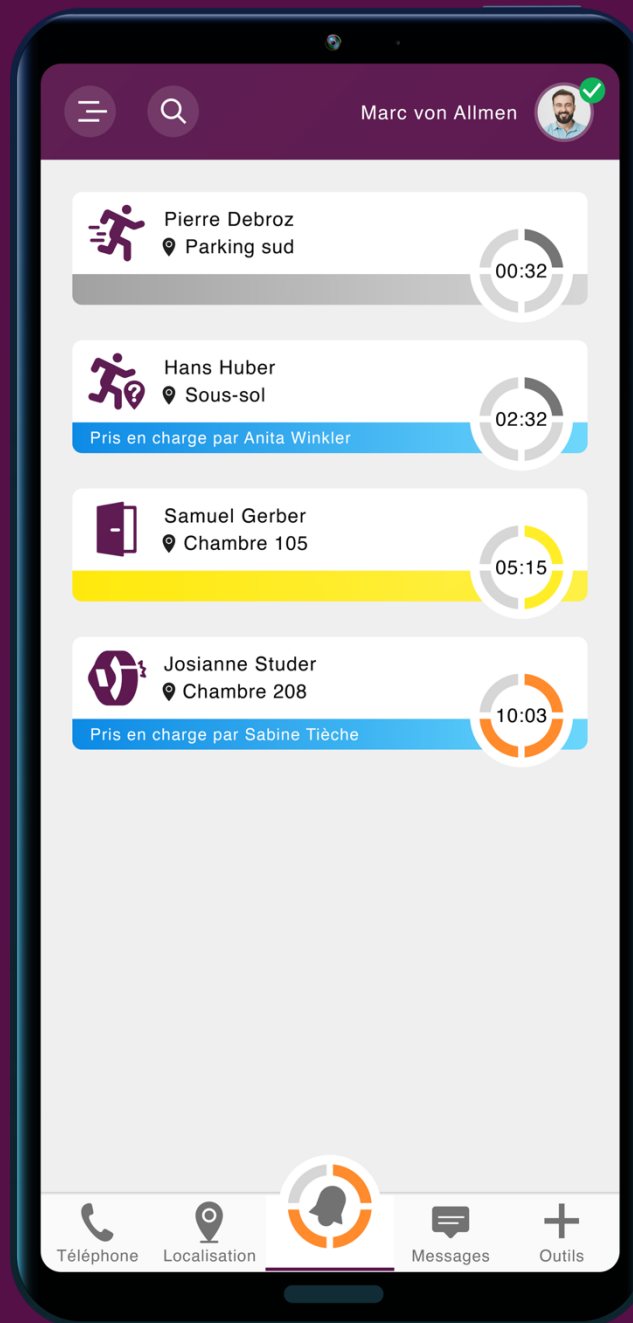 Marc von Allmen
Pierre Debroz
Parking sud
00:32
Hans Huber
Sous-sol
02:32
Pris en charge par Anita Winkler
Samuel Gerber
Chambre 105
05:15
Josianne Studer
Chambre 208
10:03
Pris en charge par Sabine Tièche
Téléphone Localisation Messages Outils